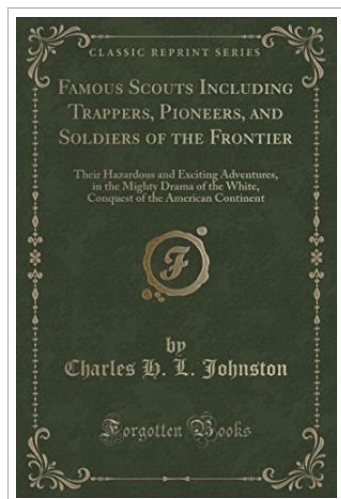 CLASSIC REPRINT SERIES
FAMOUS SCOUTS INCLUDING
TRAPPERS, PIONEERS, AND
SOLDIERS OF THE FRONTIER
Their Hazardous and Exciting Adventures,
in the Mighty Drama of the White,
Conquest of the American Continent
F
by
Charles H. L. Johnston
Forgotten Books